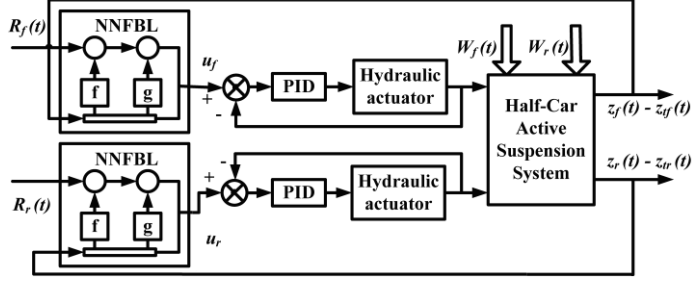 R_f(t)
NNFBL
f
g
u_f
+
-
PID
Hydraulic
actuator
W_f(t)
W_r(t)
Half-Car
Active
Suspension
System
z_f(t) - z_tf(t)
z_r(t) - z_tr(t)
NNFBL
R_r(t)
f
g
u_r
+
-
PID
Hydraulic
actuator